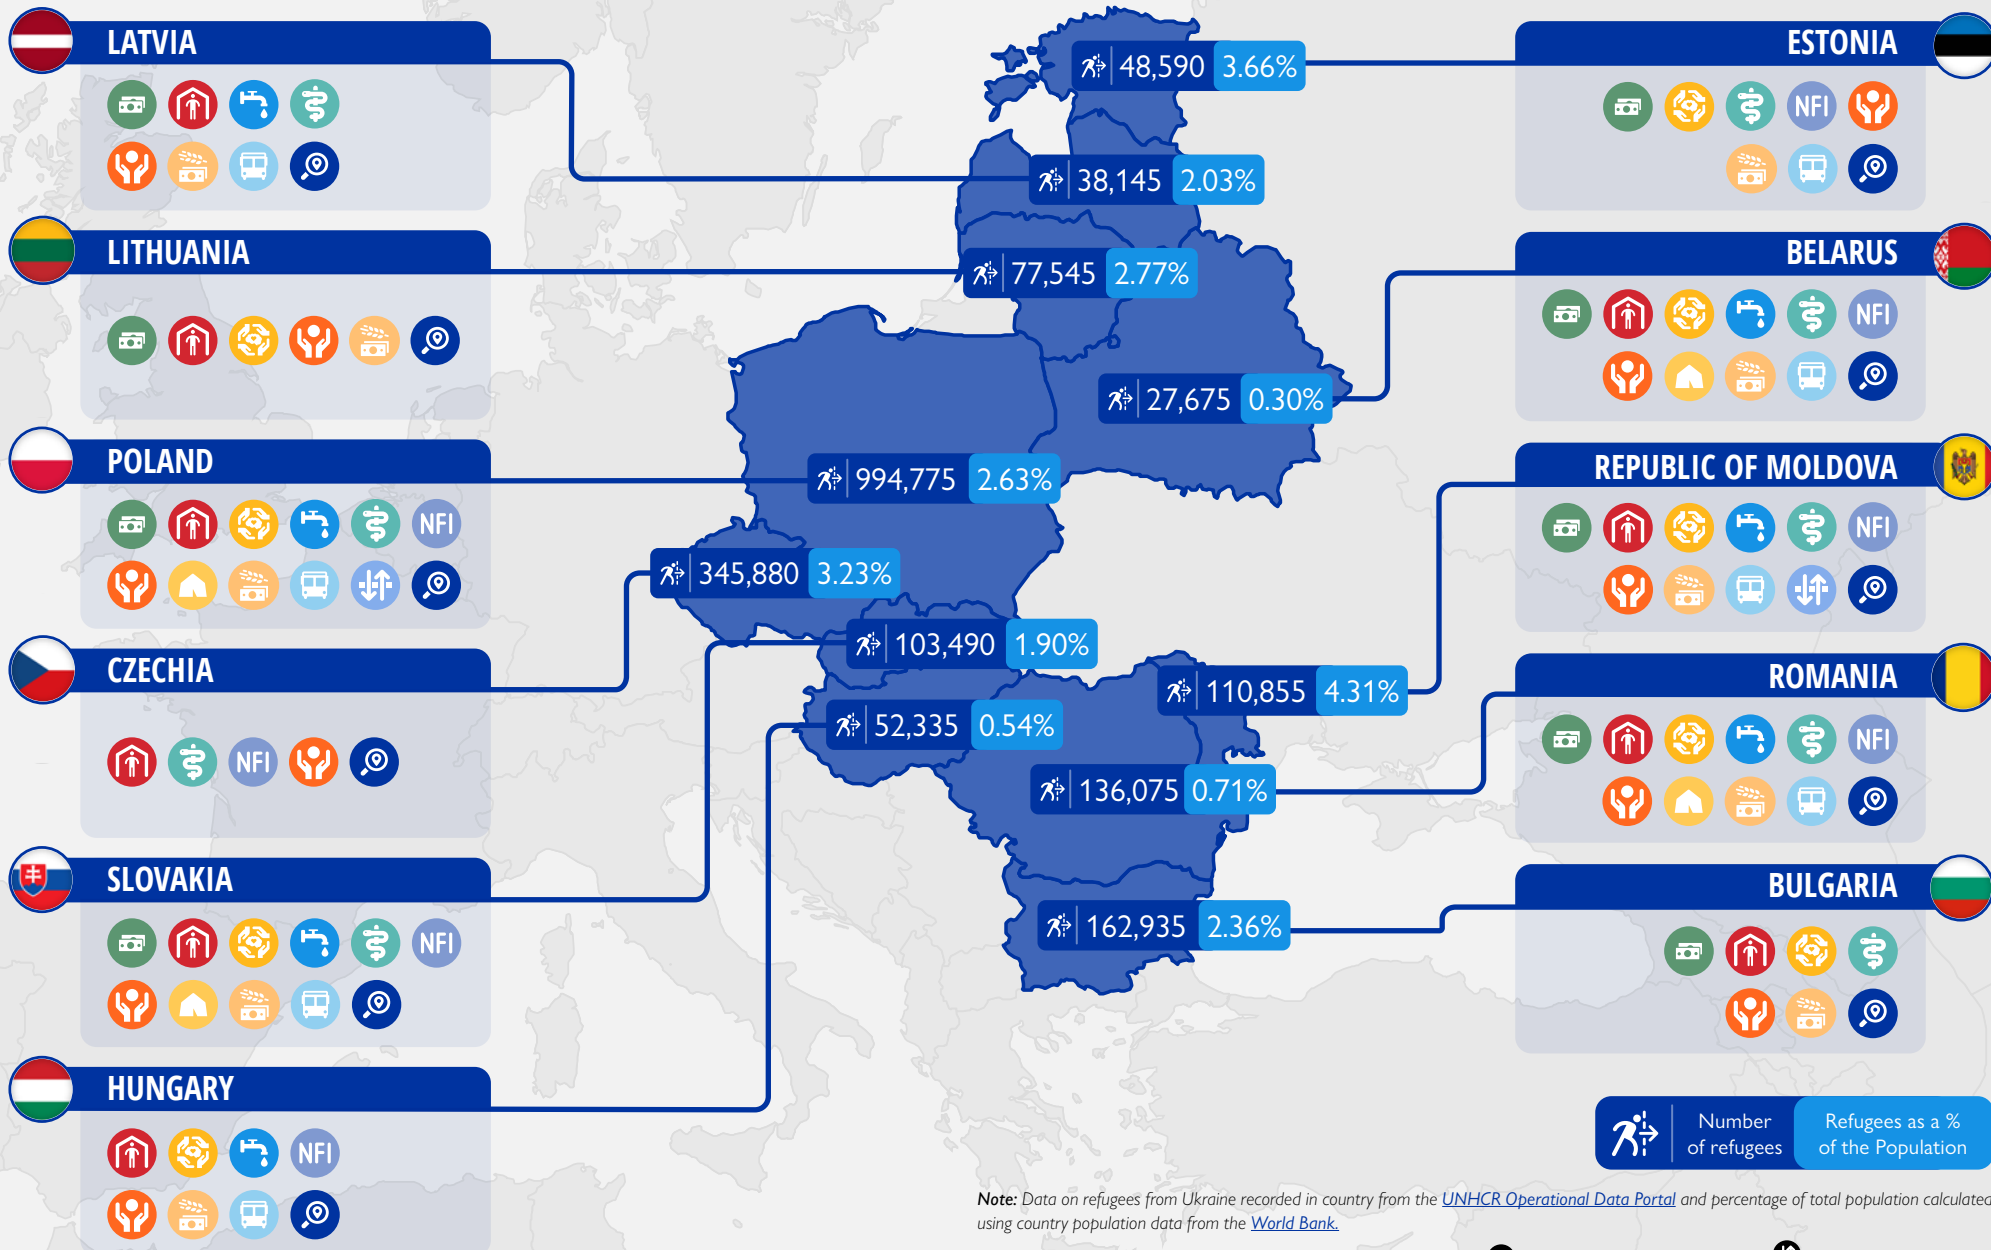 LATVIA
LITHUANIA
POLAND
NFI
CZECHIA
NFI
SLOVAKIA
NFI
HUNGARY
NFI
48,590 3.66%
38,145 2.03%
77,545 2.77%
27,675 0.30%
994,775 2.63%
345,880 3.23%
103,490 1.90%
110,855 4.31%
52,335 0.54%
136,075 0.71%
162,935 2.36%
ESTONIA
NFI
BELARUS
NFI
REPUBLIC OF MOLDOVA
NFI
ROMANIA
NFI
BULGARIA
Number
of refugees
Refugees as a %
of the Population
Note: Data on refugees from Ukraine recorded in country from the UNHCR Operational Data Portal and percentage of total population calculated
using country population data from the World Bank.